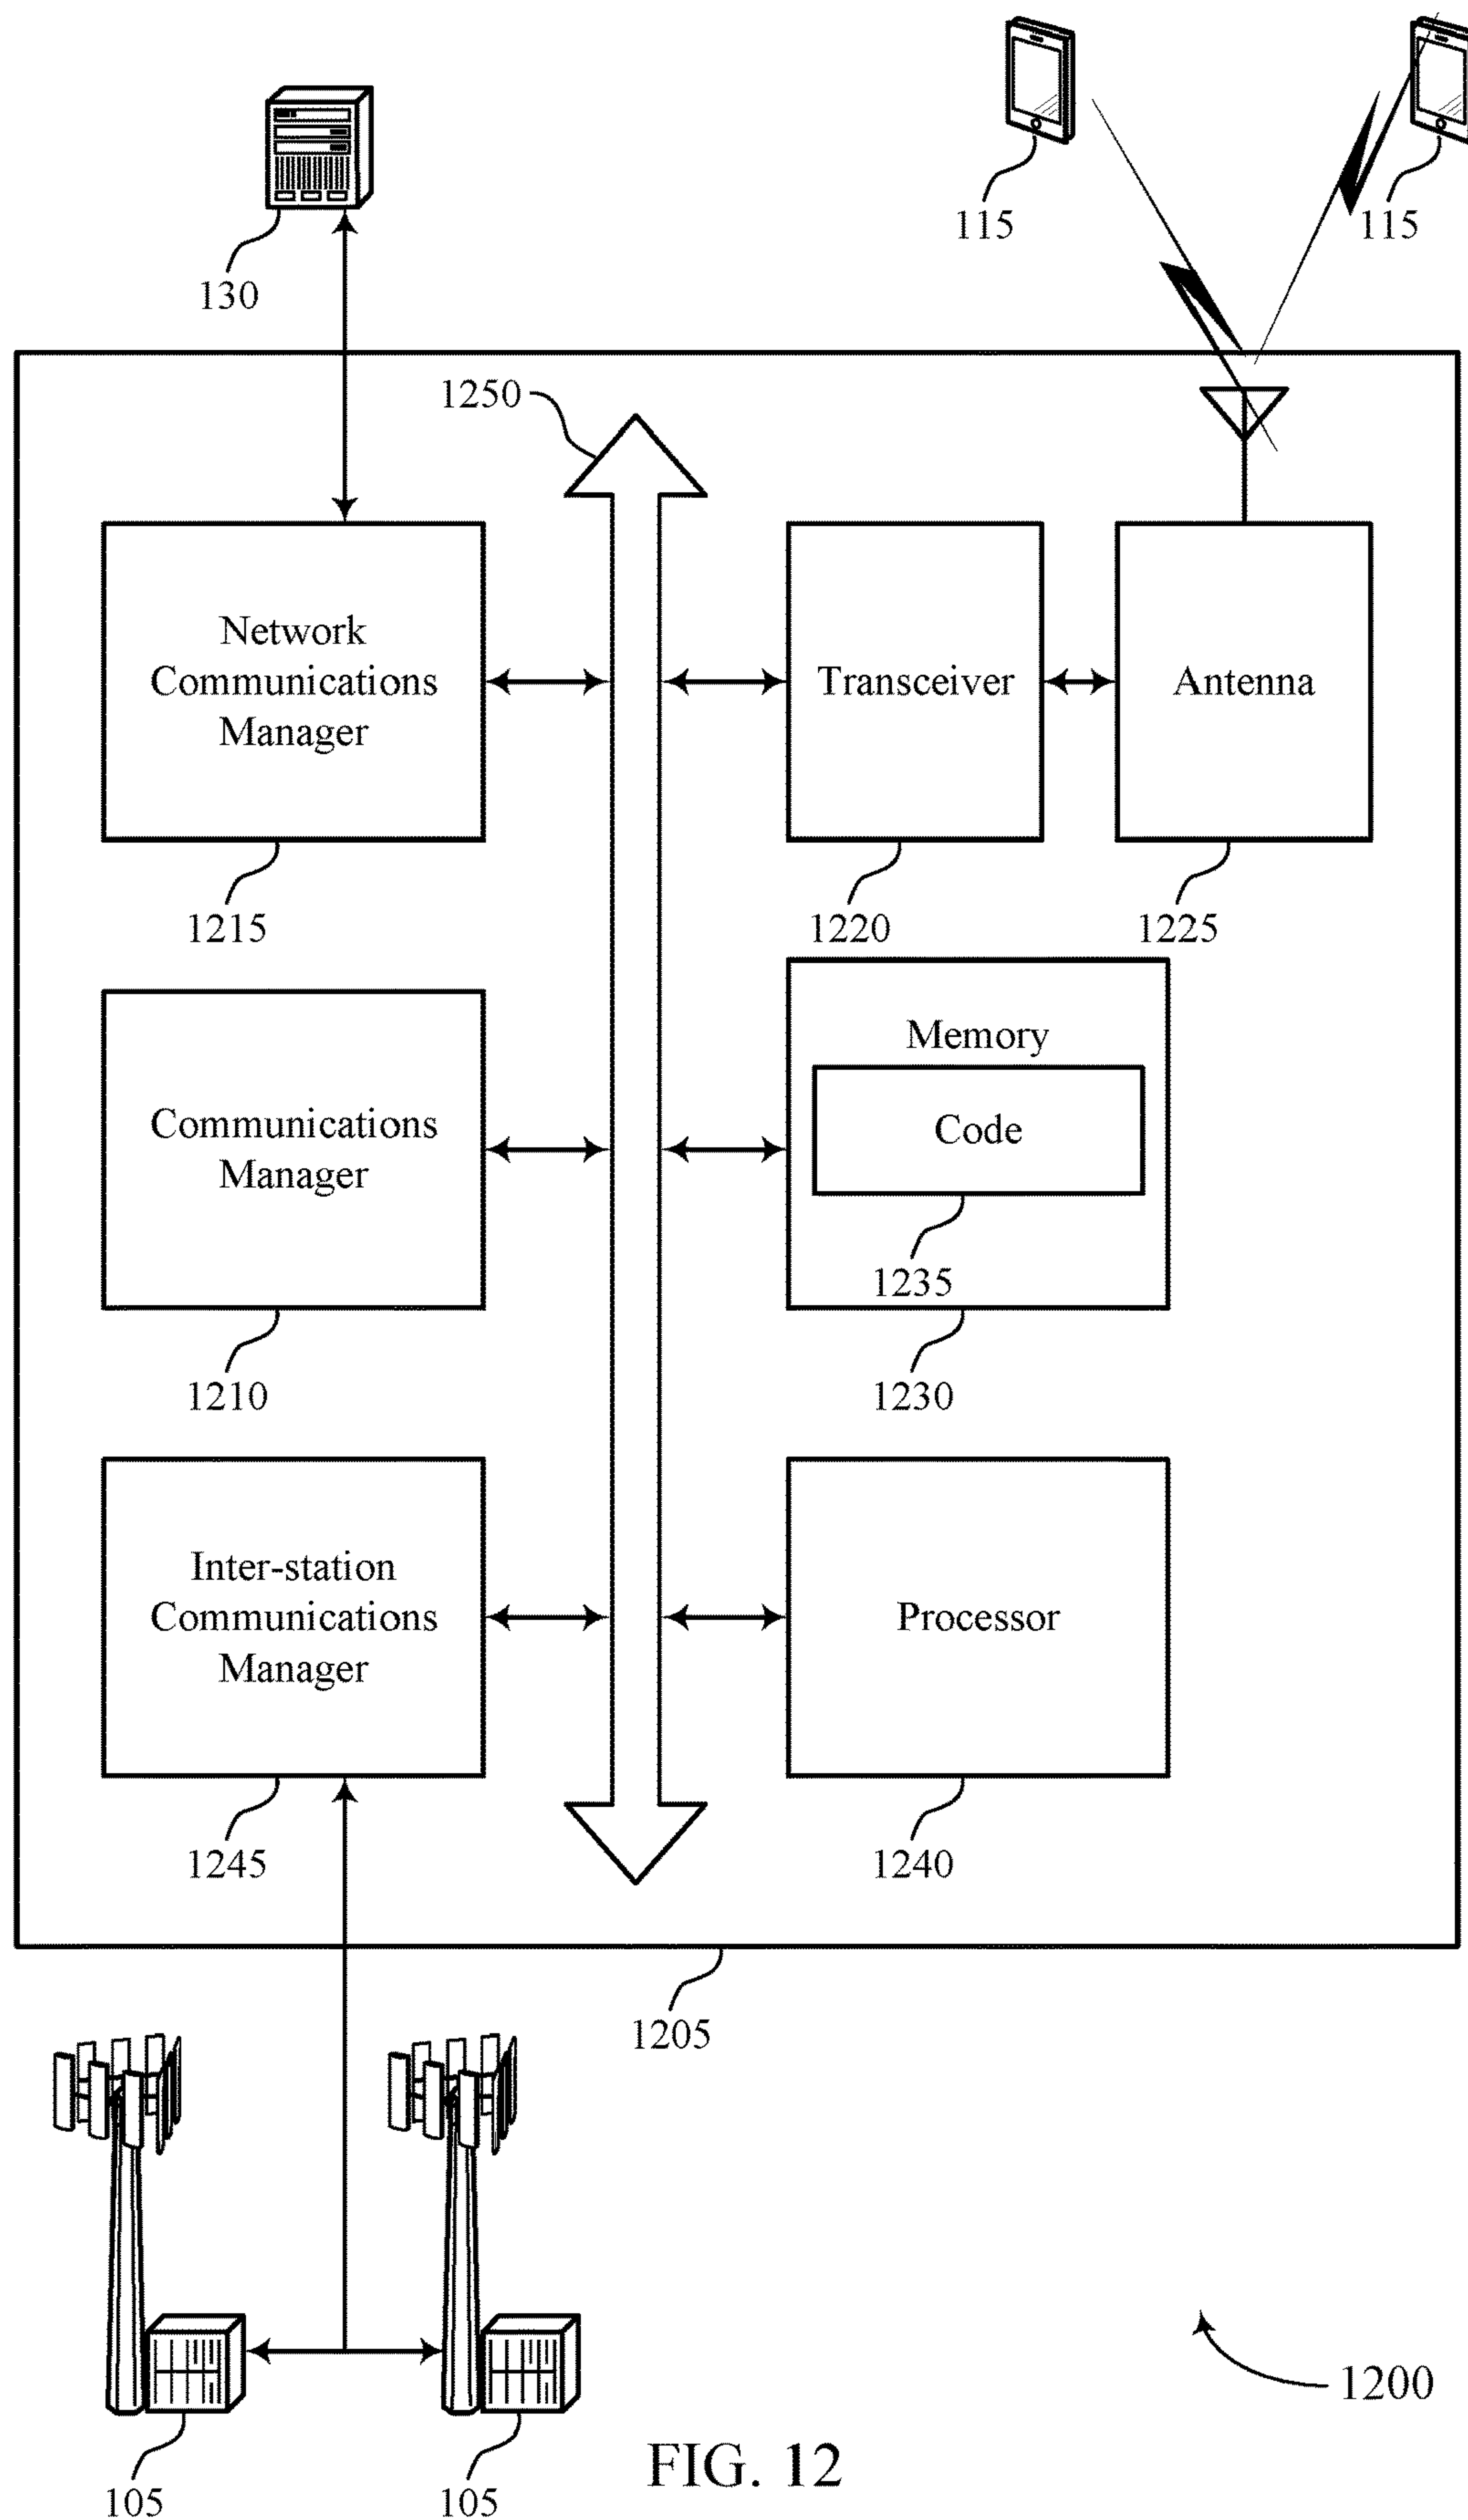 115
115
130
1250
Network
Communications
Manager
Transceiver
Antenna
1215
1220
1225
Communications
Manager
Memory
Code
1235
1210
1230
Inter-station
Communications
Manager
Processor
1245
1240
1205
1200
105
105
FIG. 12